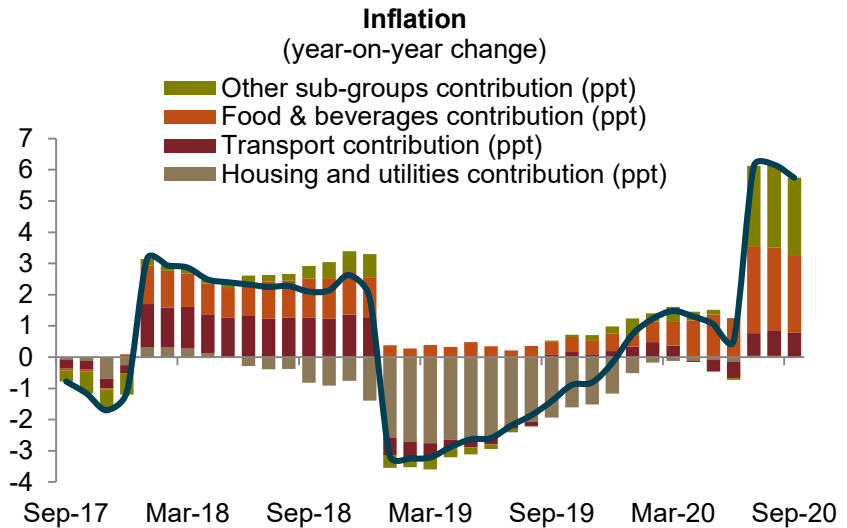 Inflation
(year-on-year change)
Other sub-groups contribution (ppt)
Food & beverages contribution (ppt)
Transport contribution (ppt)
Housing and utilities contribution (ppt)
7
6
5
4
3
2
1
0
-1
-2
-3
-4
Sep-17 Mar-18 Sep-18 Mar-19 Sep-19 Mar-20 Sep-20